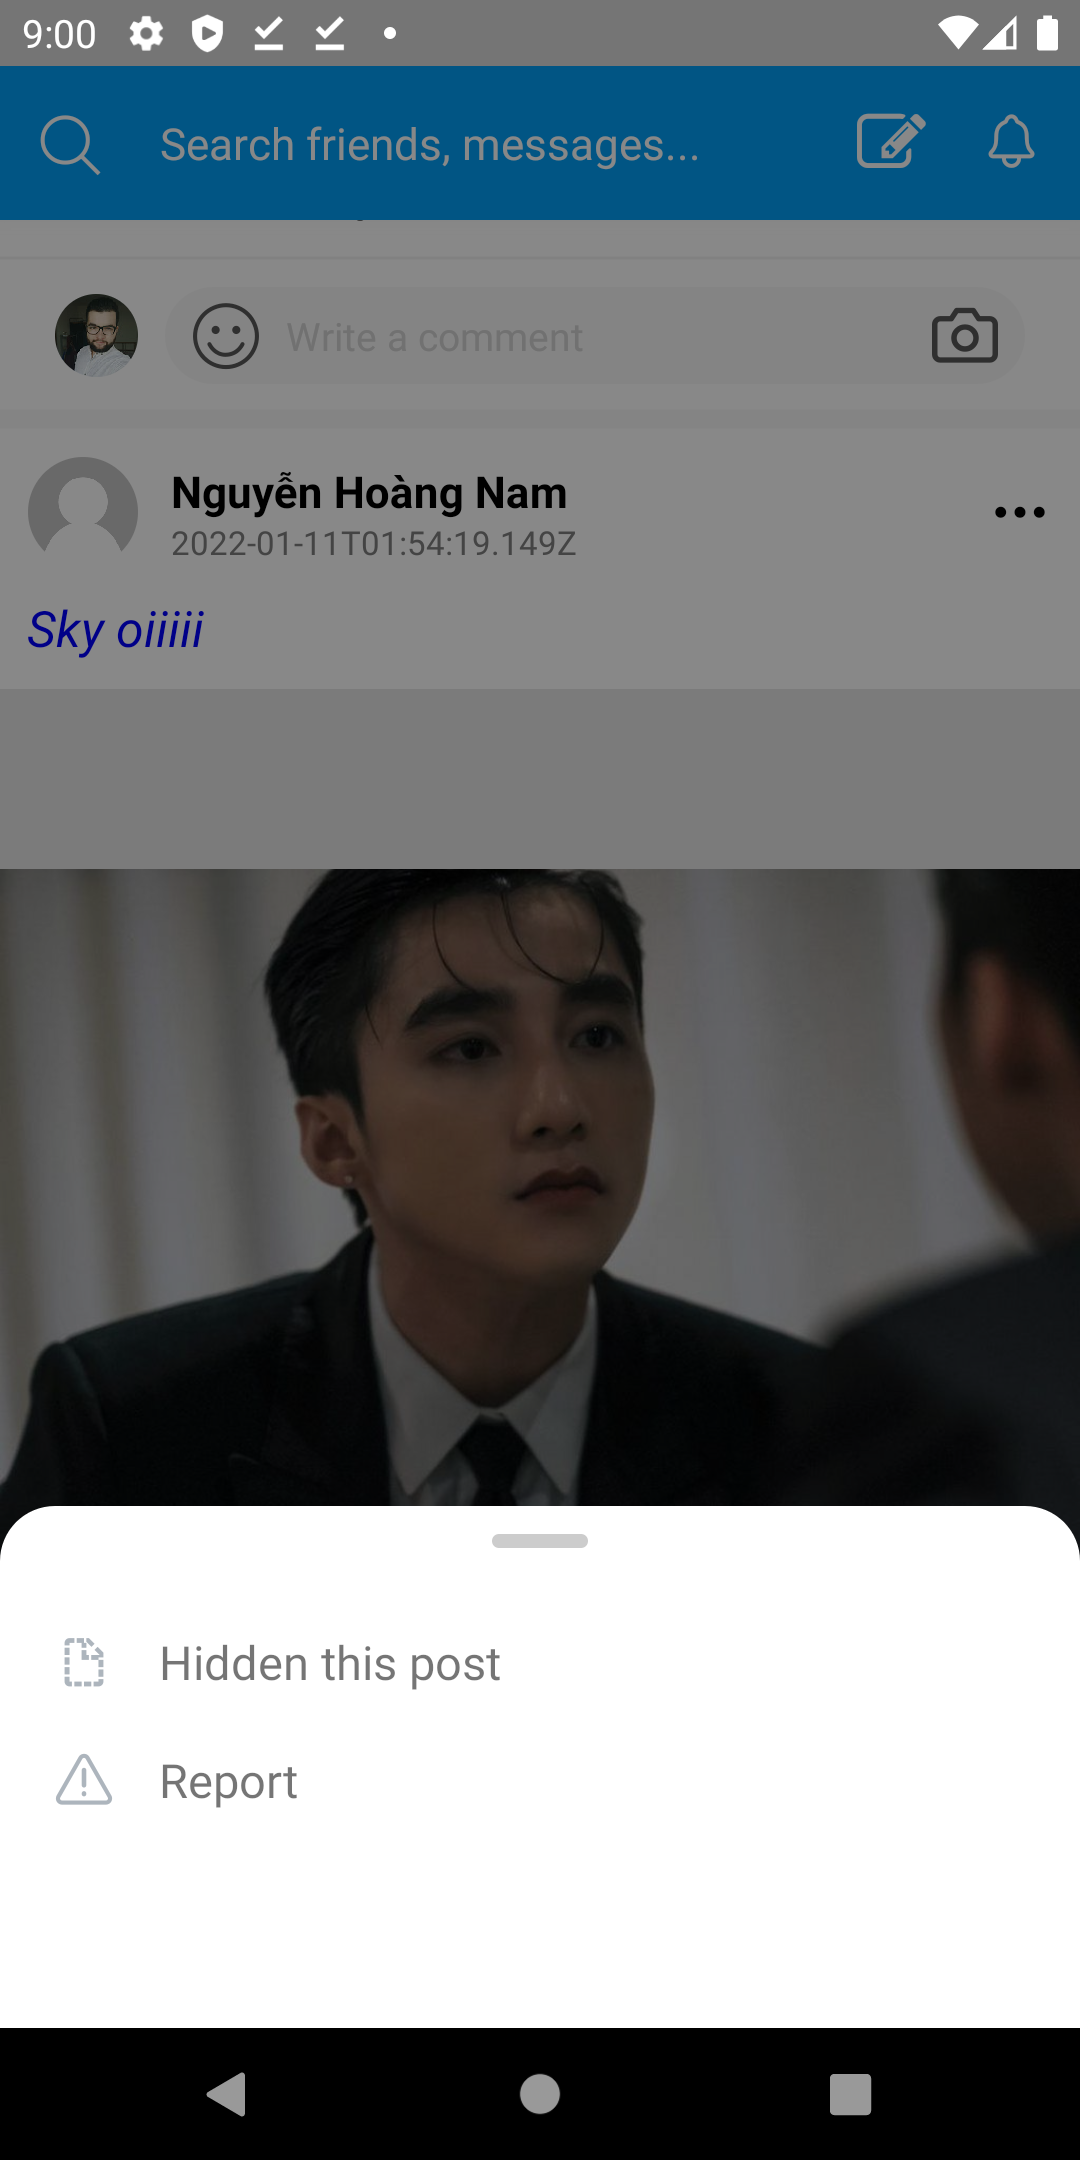 9:00
Search friends, messages...
Write a comment
Nguyễn Hoàng Nam
2022-01-11T01:54:19.149Z
Sky oiiiii
Hidden this post
Report